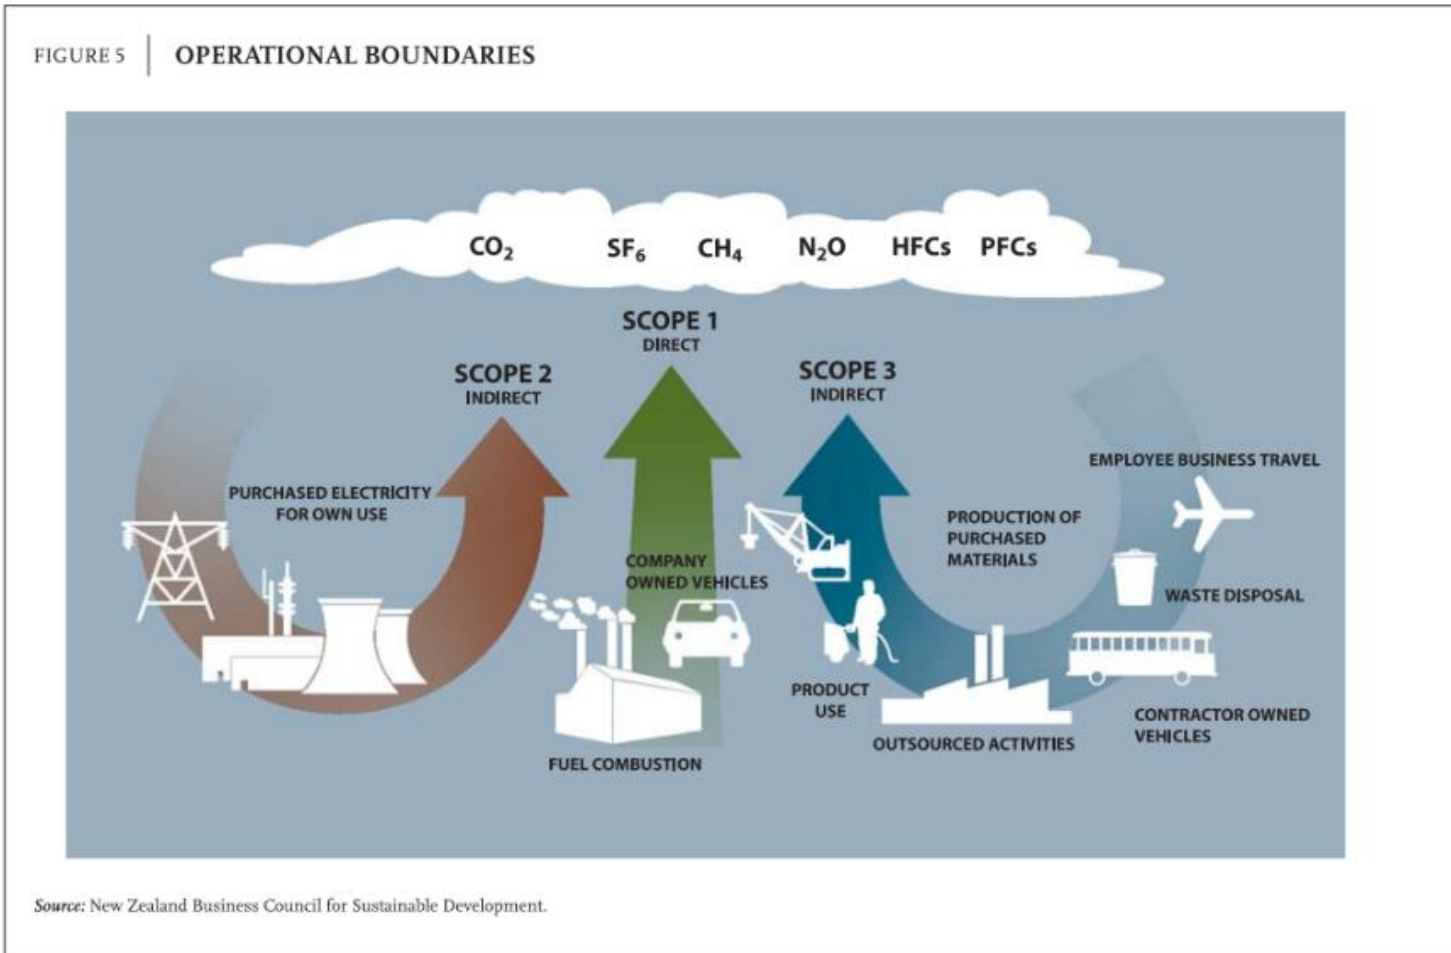 FIGURE 5
OPERATIONAL BOUNDARIES
CO₂ SF₆ CH₄ N₂O HFCs PFCs
SCOPE 1
DIRECT
SCOPE 2
INDIRECT
SCOPE 3
INDIRECT
PURCHASED ELECTRICITY
FOR OWN USE
COMPANY
OWNED VEHICLES
FUEL COMBUSTION
PRODUCT
USE
PRODUCTION OF
PURCHASED
MATERIALS
OUTSOURCED ACTIVITIES
EMPLOYEE BUSINESS TRAVEL
WASTE DISPOSAL
CONTRACTOR OWNED
VEHICLES
Source: New Zealand Business Council for Sustainable Development.